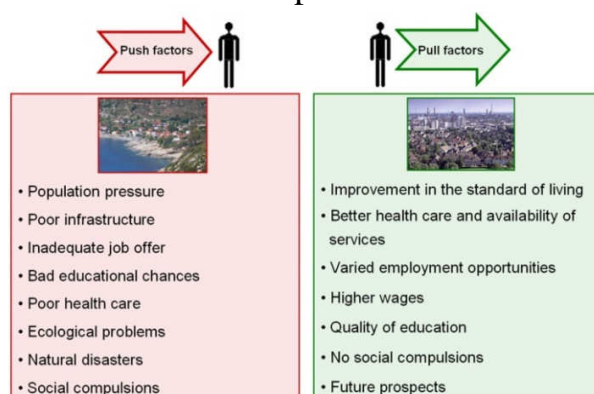 Push factors
Pull factors
• Population pressure
• Poor infrastructure
• Inadequate job offer
• Bad educational chances
• Poor health care
• Ecological problems
• Natural disasters
• Social compulsions
• Improvement in the standard of living
• Better health care and availability of
services
• Varied employment opportunities
• Higher wages
• Quality of education
• No social compulsions
• Future prospects